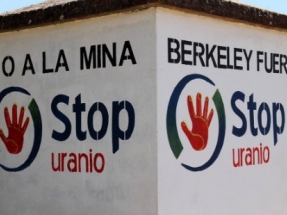 O A LA MINA
Stop
uranio
BERKELEY FUER
Stop
uranio